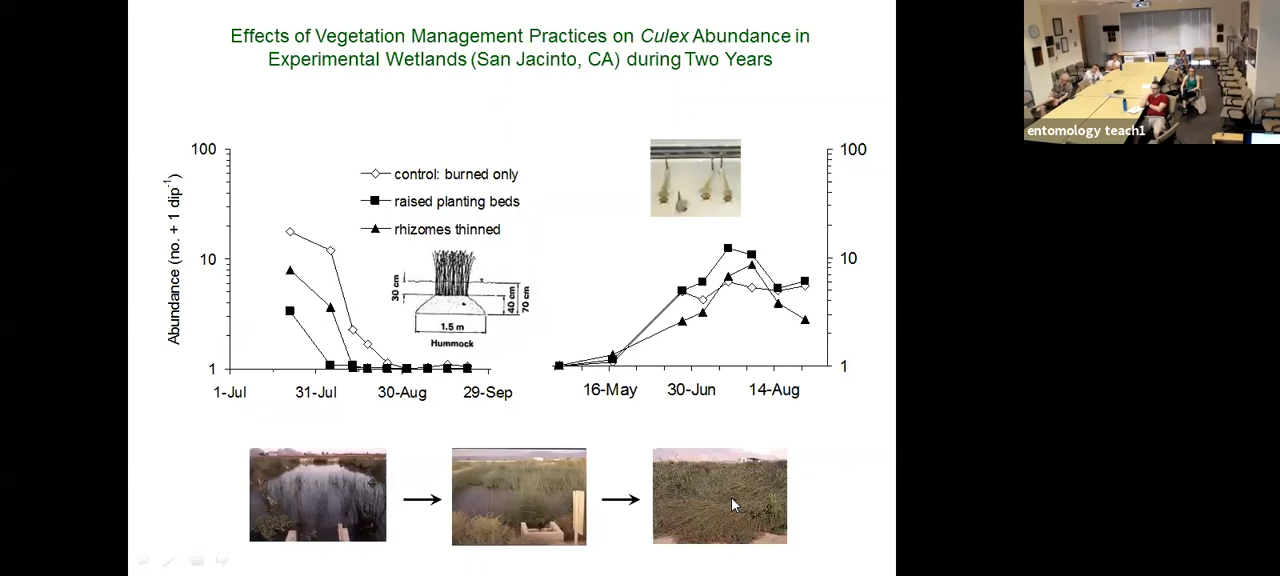 Effects of Vegetation Management Practices on Culex Abundance in
Experimental Wetlands (San Jacinto, CA) during Two Years
entomology teach1
Abundance (no. + 1 dip-1)
100
10
1
1-Jul
31-Jul
30-Aug
29-Sep
control: burned only
raised planting beds
rhizomes thinned
30 cm
40 cm
70 cm
1.5 m
Hummock
100
10
1
16-May
30-Jun
14-Aug